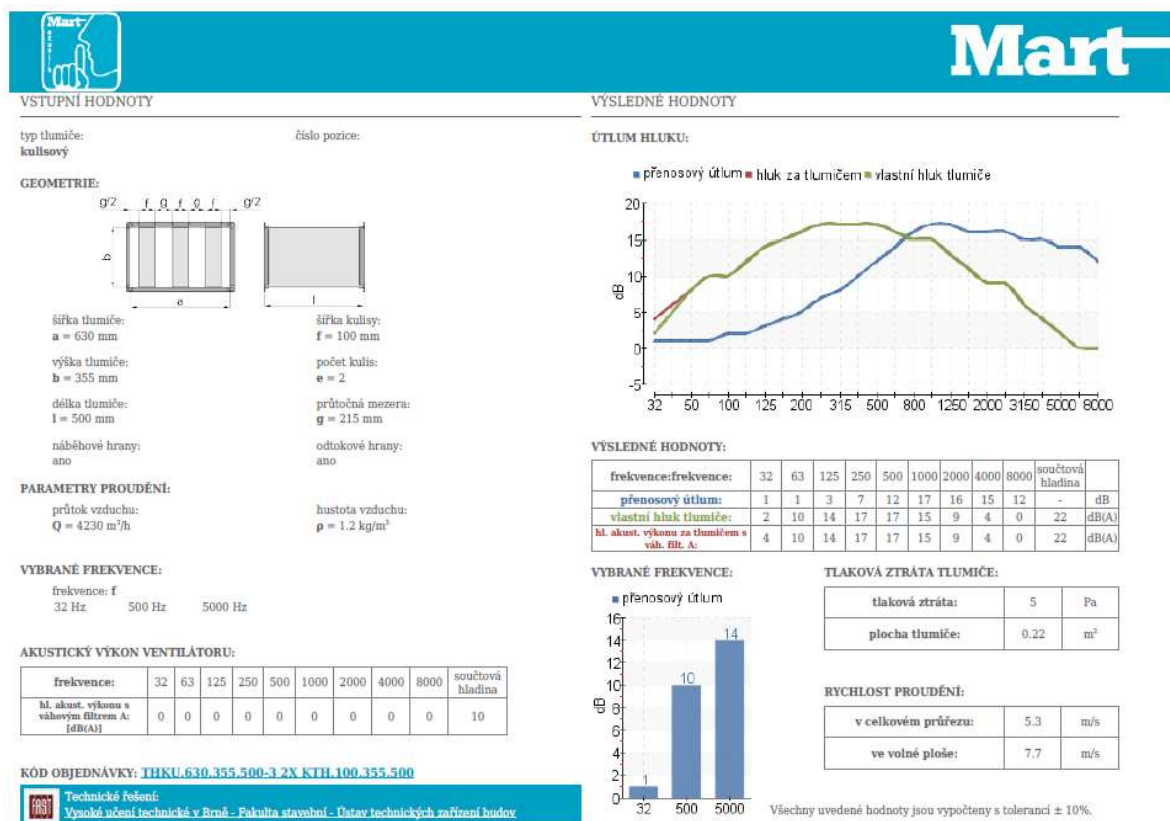 Mart
akustik
Mart
VSTUPNÍ HODNOTY
typ tlumiče:
kulisový
číslo pozice:
GEOMETRIE:
g/2 f g f g f g/2
b
a
l
šířka tlumiče:
a = 630 mm
šířka kulisy:
f = 100 mm
výška tlumiče:
b = 355 mm
počet kulis:
e = 2
délka tlumiče:
l = 500 mm
průtočná mezera:
g = 215 mm
náběhové hrany:
ano
odtokové hrany:
ano
PARAMETRY PROUDĚNÍ:
průtok vzduchu:
Q = 4230 m³/h
hustota vzduchu:
ρ = 1.2 kg/m³
VYBRANÉ FREKVENCE:
frekvence: f
32 Hz 500 Hz 5000 Hz
AKUSTICKÝ VÝKON VENTILÁTORU:
frekvence: 32 63 125 250 500 1000 2000 4000 8000 součtová
hladina
hl. akust. výkonu s
váhovým filtrem A:
[dB(A)]
0 0 0 0 0 0 0 0 0 10
KÓD OBJEDNÁVKY: THKU.630.355.500-3 2X KTH.100.355.500
FAST
Technické řešení:
Vysoké učení technické v Brně - Fakulta stavební - Ústav technických zařízení budov
VÝSLEDNÉ HODNOTY
ÚTLUM HLUKU:
přenosový útlum hluk za tlumičem vlastní hluk tlumiče
20
15
10
5
0
-5
dB
32 50 100 125 200 315 500 800 1250 2000 3150 5000 8000
VÝSLEDNÉ HODNOTY:
frekvence:frekvence: 32 63 125 250 500 1000 2000 4000 8000 součtová
hladina
přenosový útlum: 1 1 3 7 12 17 16 15 12 - dB
vlastní hluk tlumiče: 2 10 14 17 17 15 9 4 0 22 dB(A)
hl. akust. výkonu za tlumičem s
váh. filt. A:
4 10 14 17 17 15 9 4 0 22 dB(A)
VYBRANÉ FREKVENCE:
přenosový útlum
16
14
12
10
8
6
4
2
0
dB
1
10
14
32 500 5000
TLAKOVÁ ZTRÁTA TLUMIČE:
tlaková ztráta: 5 Pa
plocha tlumiče: 0.22 m²
RYCHLOST PROUDĚNÍ:
v celkovém průřezu: 5.3 m/s
ve volné ploše: 7.7 m/s
Všechny uvedené hodnoty jsou vypočteny s tolerancí ± 10%.